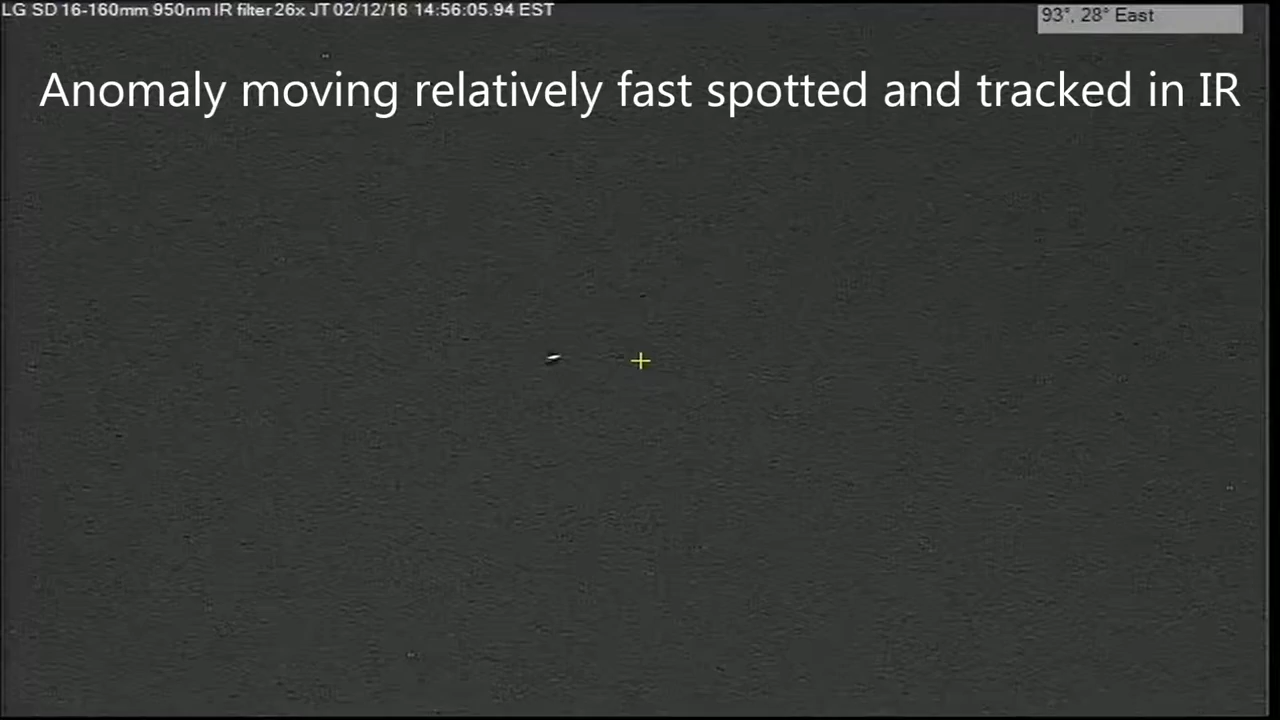 LG SD 16-160mm 950nm IR filter 26x JT 02/12/16 14:56:05.94 EST
93°, 28° East
Anomaly moving relatively fast spotted and tracked in IR